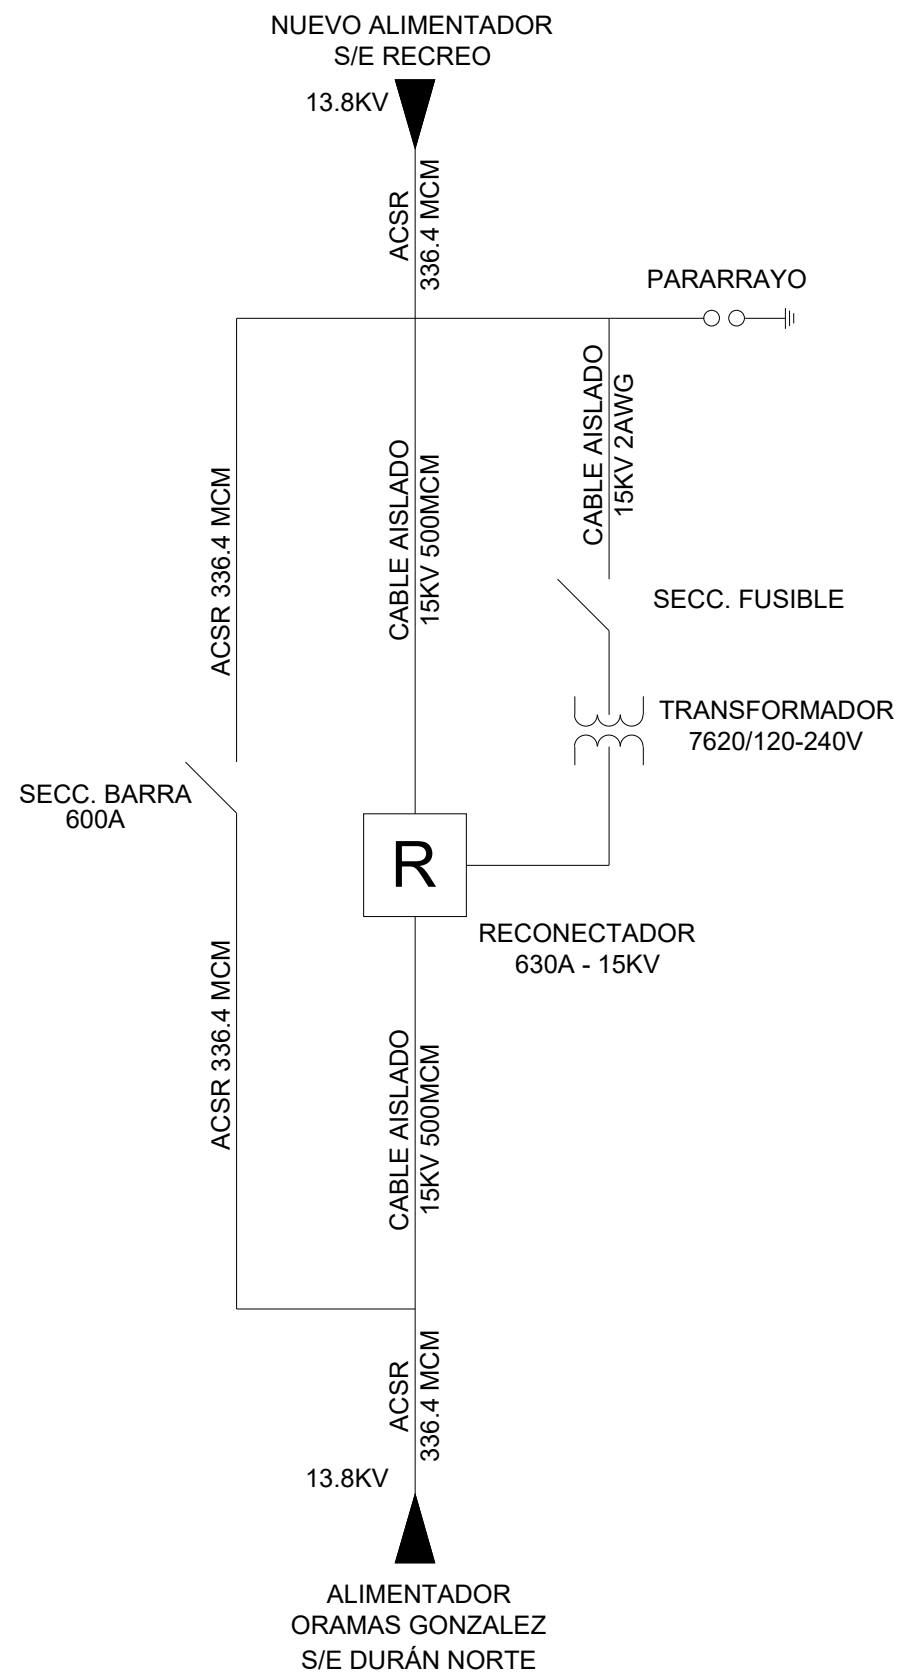 NUEVO ALIMENTADOR
S/E RECREO
13.8KV
ACSR
336.4 MCM
PARARRAYO
CABLE AISLADO
15KV 2AWG
ACSR 336.4 MCM
CABLE AISLADO
15KV 500MCM
SECC. FUSIBLE
TRANSFORMADOR
7620/120-240V
SECC. BARRA
600A
R
RECONECTADOR
630A - 15KV
ACSR 336.4 MCM
CABLE AISLADO
15KV 500MCM
ACSR
336.4 MCM
13.8KV
ALIMENTADOR
ORAMAS GONZALEZ
S/E DURÁN NORTE